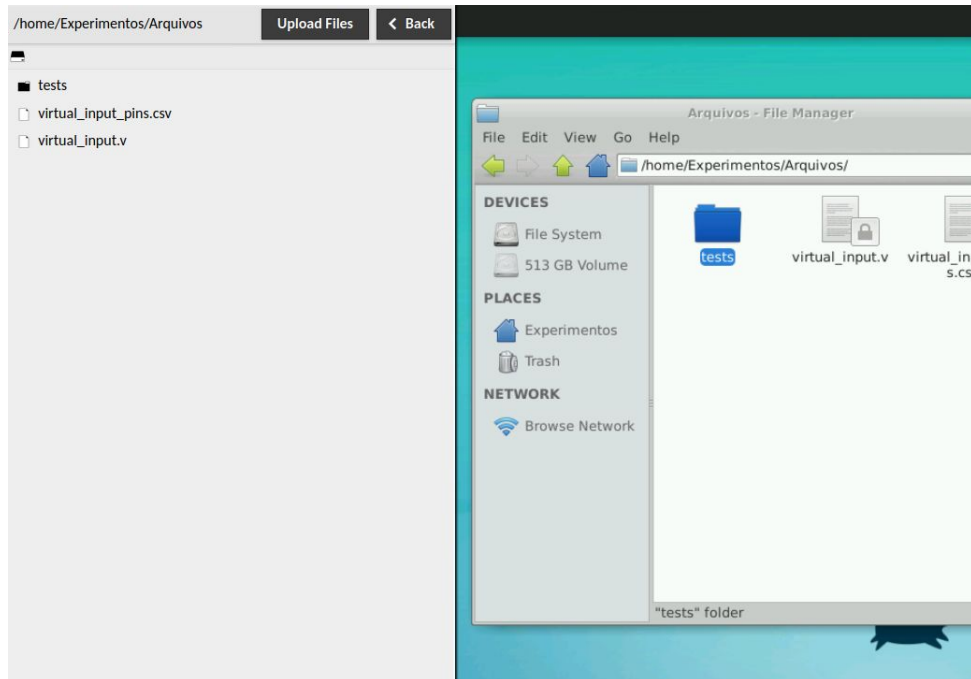 /home/Experimentos/Arquivos
Upload Files
Back
tests
virtual_input_pins.csv
virtual_input.v
Arquivos - File Manager
File Edit View Go Help
/home/Experimentos/Arquivos/
DEVICES
File System
513 GB Volume
PLACES
Experimentos
Trash
NETWORK
Browse Network
tests
virtual_input.v
virtual_in
s.cs
"tests" folder